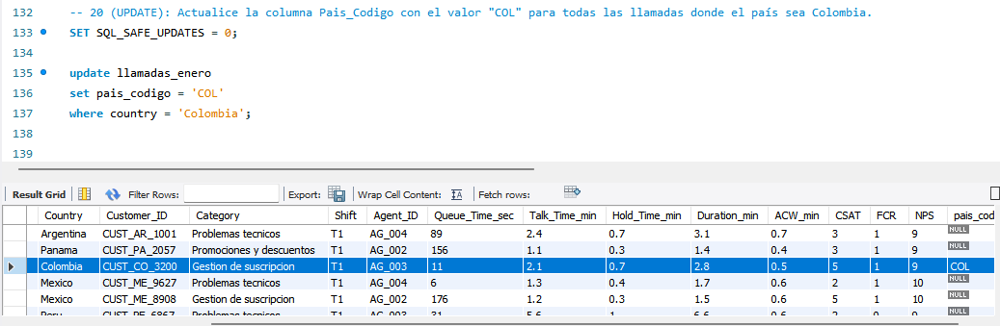 132 -- 20 (UPDATE): Actualice la columna Pais_Codigo con el valor "COL" para todas las llamadas donde el país sea Colombia.
133 SET SQL_SAFE_UPDATES = 0;
134
135 update llamadas_enero
136 set pais_codigo = 'COL'
137 where country = 'Colombia';
138
139
Result Grid Filter Rows: Export: Wrap Cell Content: IA Fetch rows:
Country Customer_ID Category Shift Agent_ID Queue_Time_sec Talk_Time_min Hold_Time_min Duration_min ACW_min CSAT FCR NPS pais_cod
Argentina CUST_AR_1001 Problemas tecnicos T1 AG_004 89 2.4 0.7 3.1 0.7 3 1 9 NULL
Panama CUST_PA_2057 Promociones y descuentos T1 AG_002 156 1.1 0.3 1.4 0.4 3 1 9 NULL
Colombia CUST_CO_3200 Gestion de suscripcion T1 AG_003 11 2.1 0.7 2.8 0.5 5 1 9 COL
Mexico CUST_ME_9627 Problemas tecnicos T1 AG_004 6 1.3 0.4 1.7 0.6 2 1 10 NULL
Mexico CUST_ME_8908 Gestion de suscripcion T1 AG_002 176 1.2 0.3 1.5 0.6 5 1 10 NULL
Peru CUST_PE_6867 Problemas tecnicos T1 AG_003 31 5.6 1 6.6 0.6 2 0 9 NULL